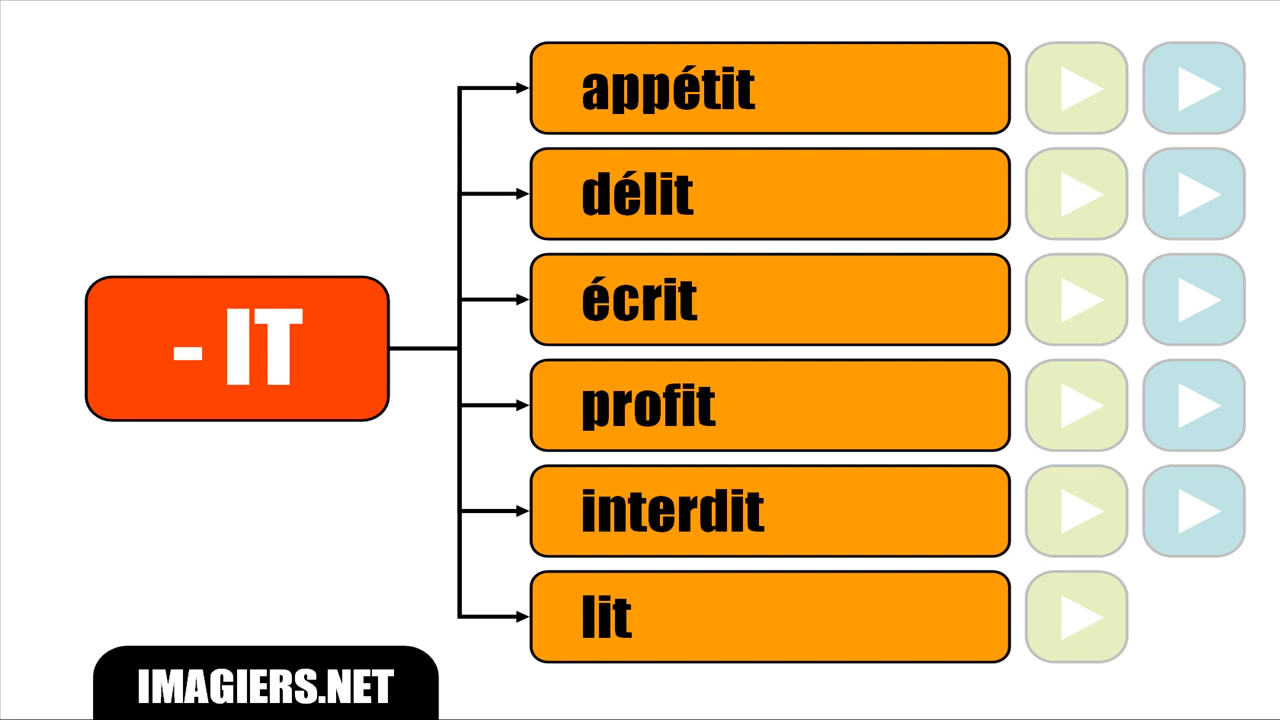 appétit
délit
écrit
- IT
profit
interdit
lit
IMAGIERS.NET